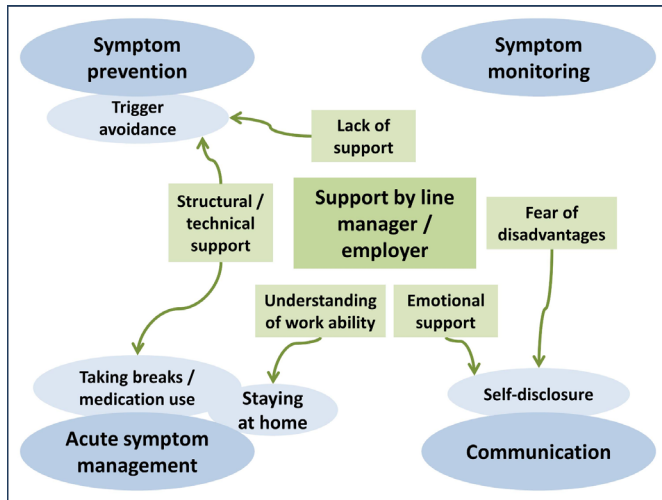 Symptom
prevention
Symptom
monitoring
Trigger
avoidance
Lack of
support
Structural /
technical
support
Support by line
manager /
employer
Fear of
disadvantages
Understanding
of work ability
Emotional
support
Taking breaks /
medication use
Staying
at home
Self-disclosure
Acute symptom
management
Communication